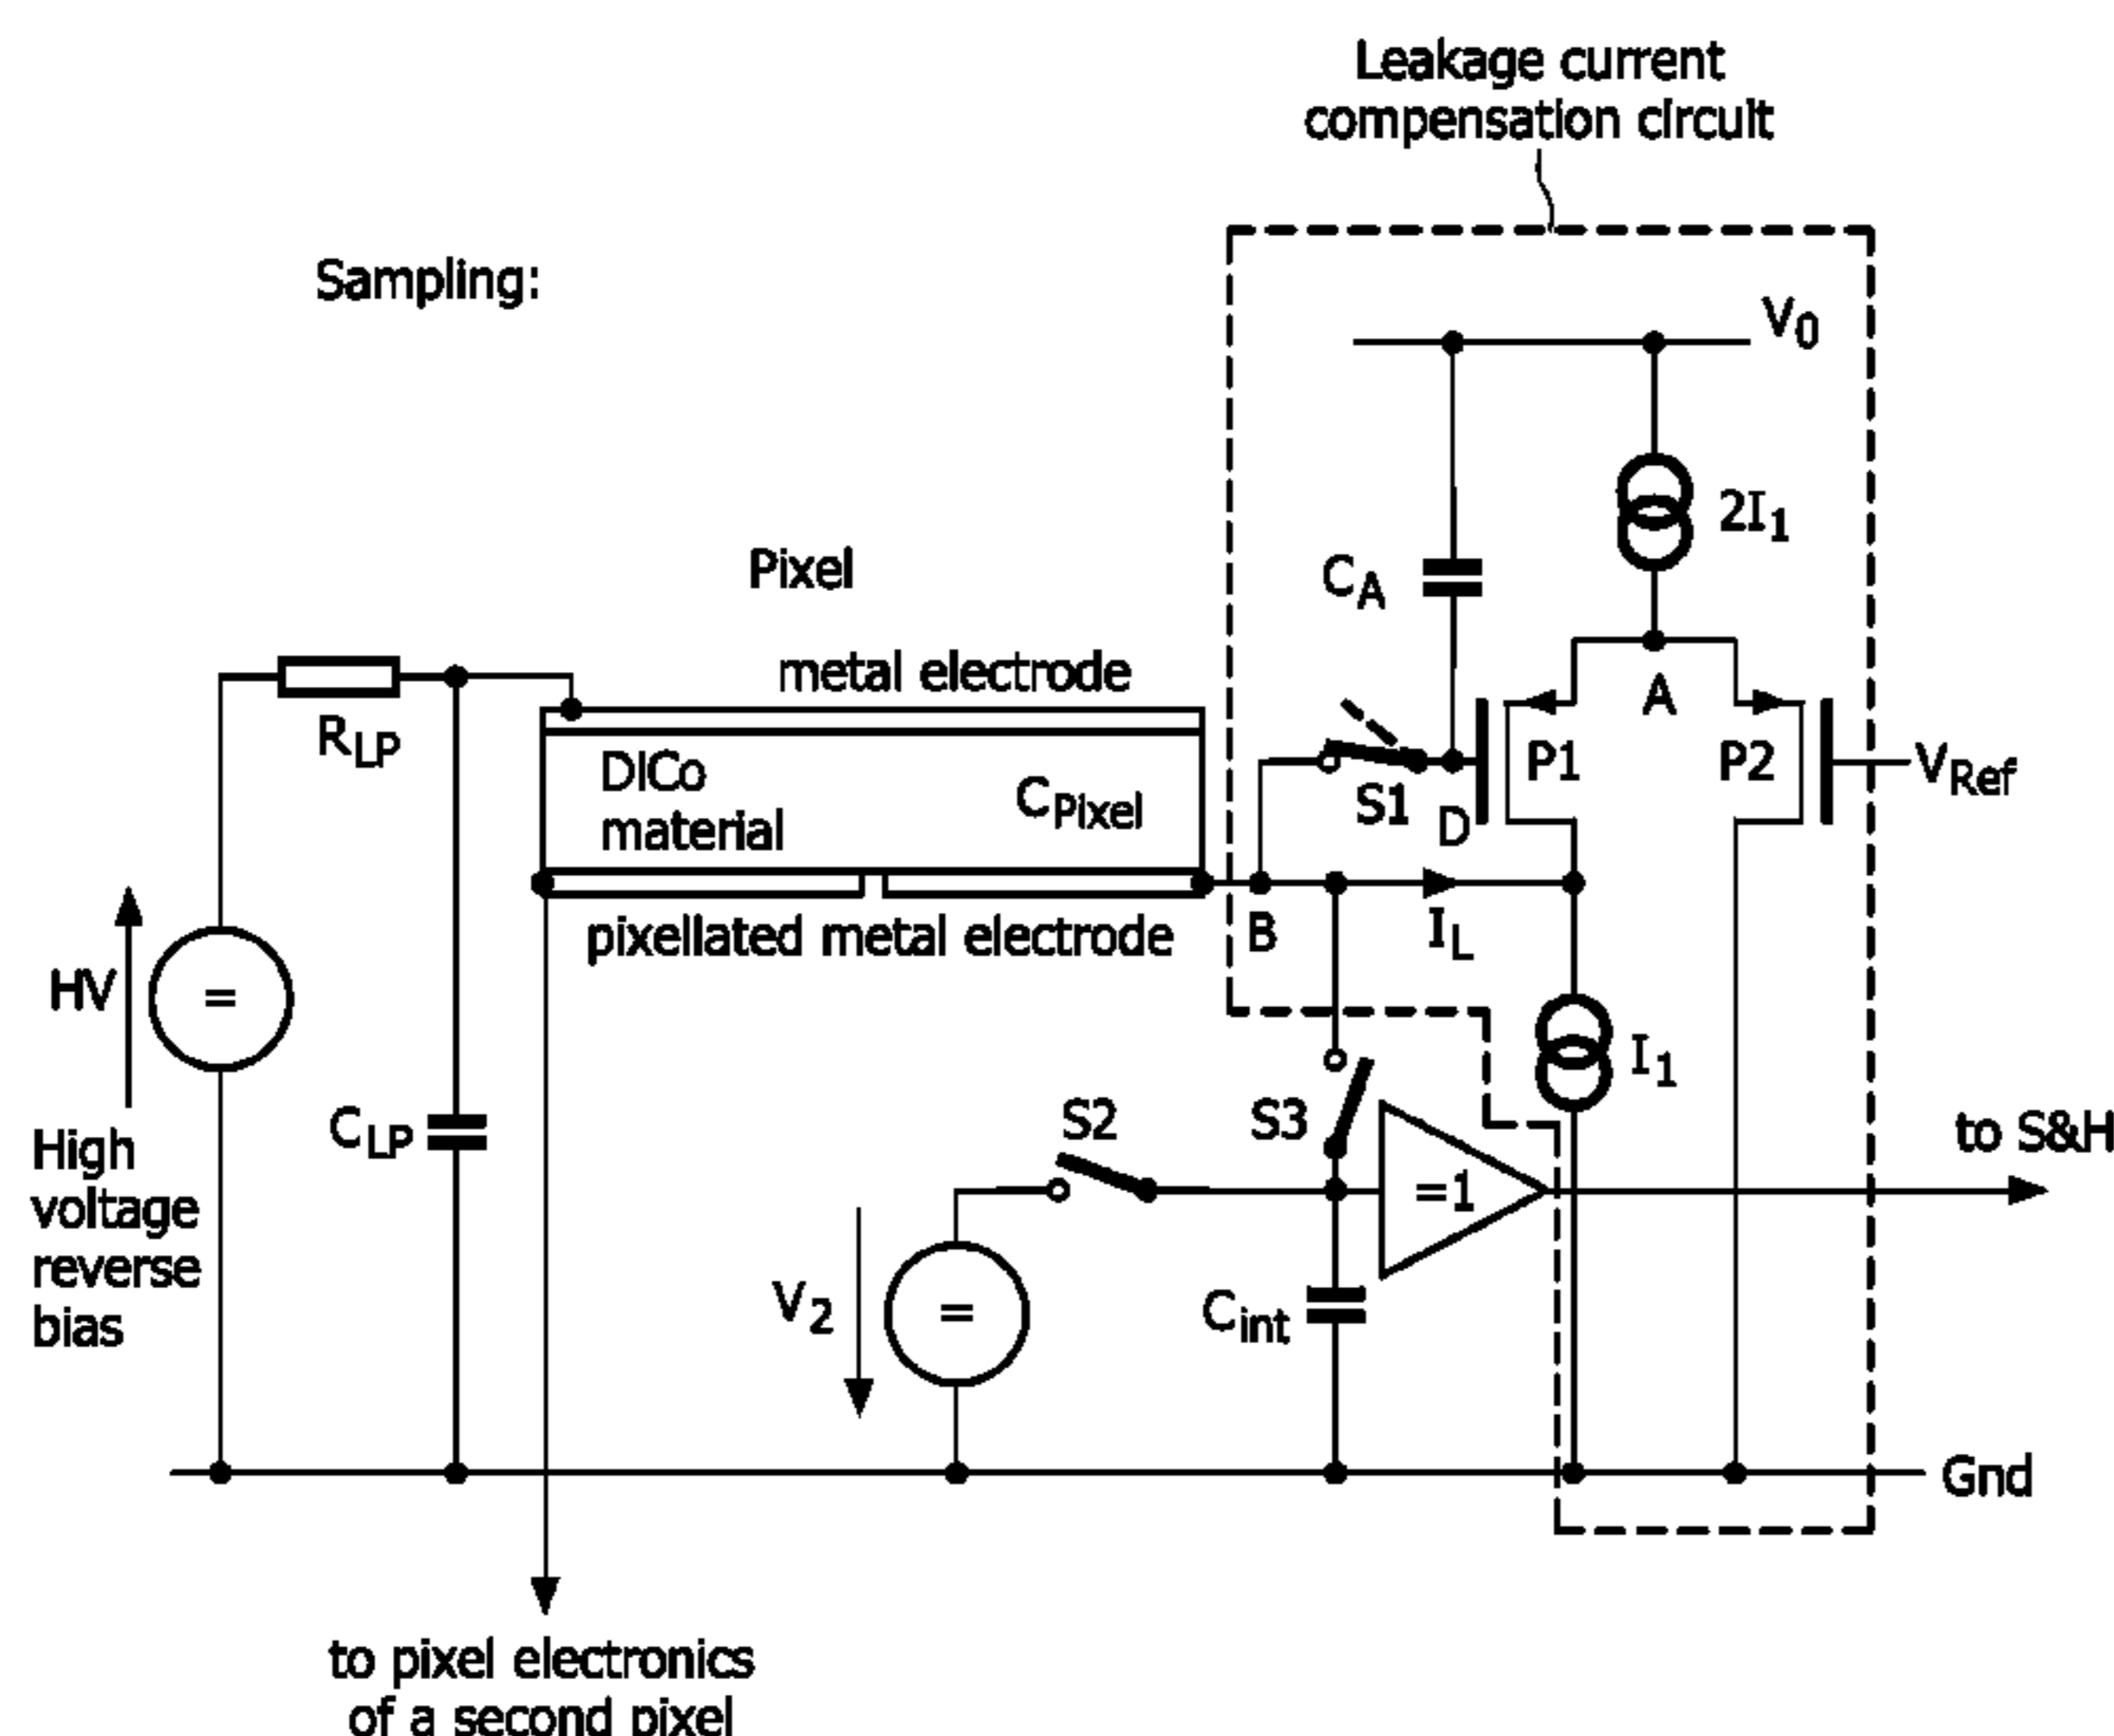 Leakage current
compensation circuit
Sampling:
V0
2I1
CA
Pixel
metal electrode
A
RLP
P1
P2
VRef
DICo
material
CPixel
S1
D
pixellated metal electrode
B
IL
HV
=
I1
CLP
S2
S3
to S&H
High
voltage
reverse
bias
=1
V2
=
Cint
Gnd
to pixel electronics
of a second pixel